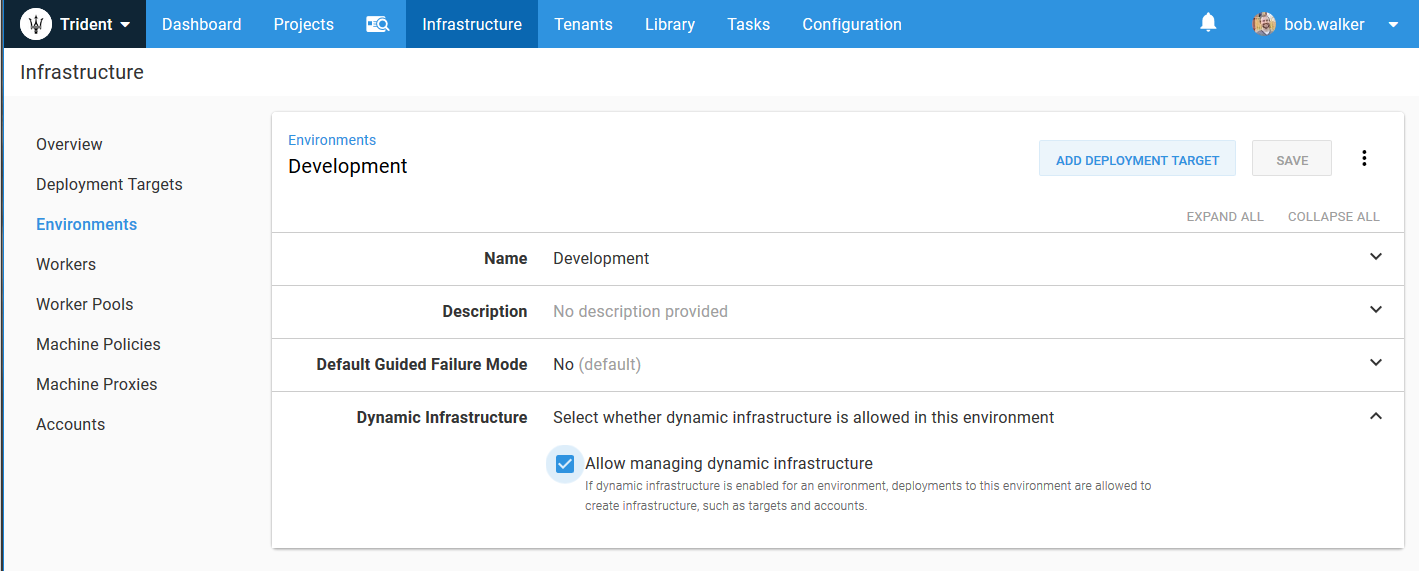 Trident Dashboard Projects Infrastructure Tenants Library Tasks Configuration bob.walker
Infrastructure
Overview
Deployment Targets
Environments
Workers
Worker Pools
Machine Policies
Machine Proxies
Accounts
Environments
Development
ADD DEPLOYMENT TARGET SAVE
EXPAND ALL COLLAPSE ALL
Name Development
Description No description provided
Default Guided Failure Mode No (default)
Dynamic Infrastructure Select whether dynamic infrastructure is allowed in this environment
Allow managing dynamic infrastructure
If dynamic infrastructure is enabled for an environment, deployments to this environment are allowed to
create infrastructure, such as targets and accounts.